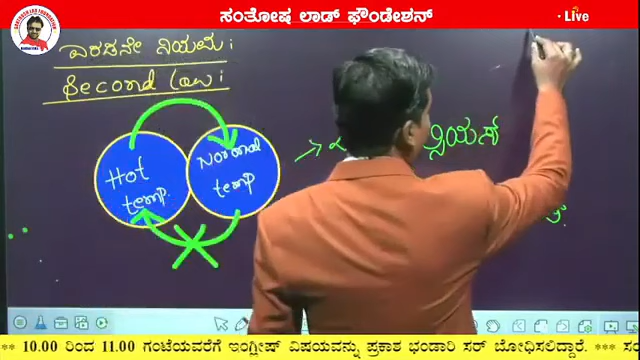 ಸಂತೋಷ ಲಾಡ್ ಫೌಂಡೇಶನ್
Live
ಎರಡನೇ ನಿಯಮ :
Second law :
Hot
temp.
Normal
temp
** 10.00 ರಿಂದ 11.00 ಗಂಟೆಯವರೆಗೆ ಇಂಗ್ಲೀಷ್ ವಿಷಯವನ್ನು ಪ್ರಕಾಶ ಭಂಡಾರಿ ಸರ್ ಬೋಧಿಸಲಿದ್ದಾರೆ. ***